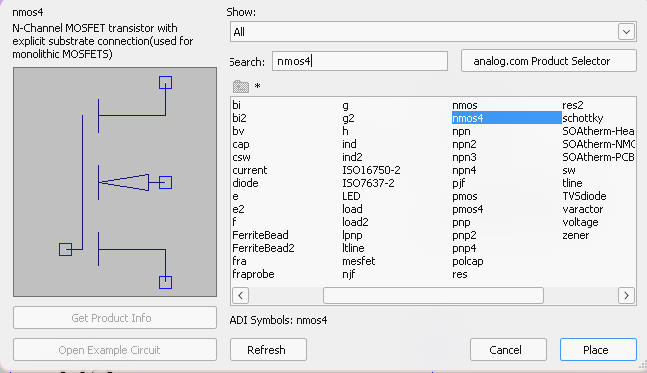 nmos4
N-Channel MOSFET transistor with
explicit substrate connection(used for
monolithic MOSFETS)
Get Product Info
Open Example Circuit
Show:
All
Search:
nmos4
analog.com Product Selector
*
bi
bi2
bv
cap
csw
current
diode
e
e2
f
FerriteBead
FerriteBead2
fra
fraprobe
g
g2
h
ind
ind2
ISO16750-2
ISO7637-2
LED
load
load2
lpnp
ltline
mesfet
njf
nmos
nmos4
npn
npn2
npn3
npn4
pjf
pmos
pmos4
pnp
pnp2
pnp4
polcap
res
res2
schottky
SOAtherm-Hea
SOAtherm-NMO
SOAtherm-PCB
sw
tline
TVSdiode
varactor
voltage
zener
ADI Symbols: nmos4
Refresh
Cancel
Place